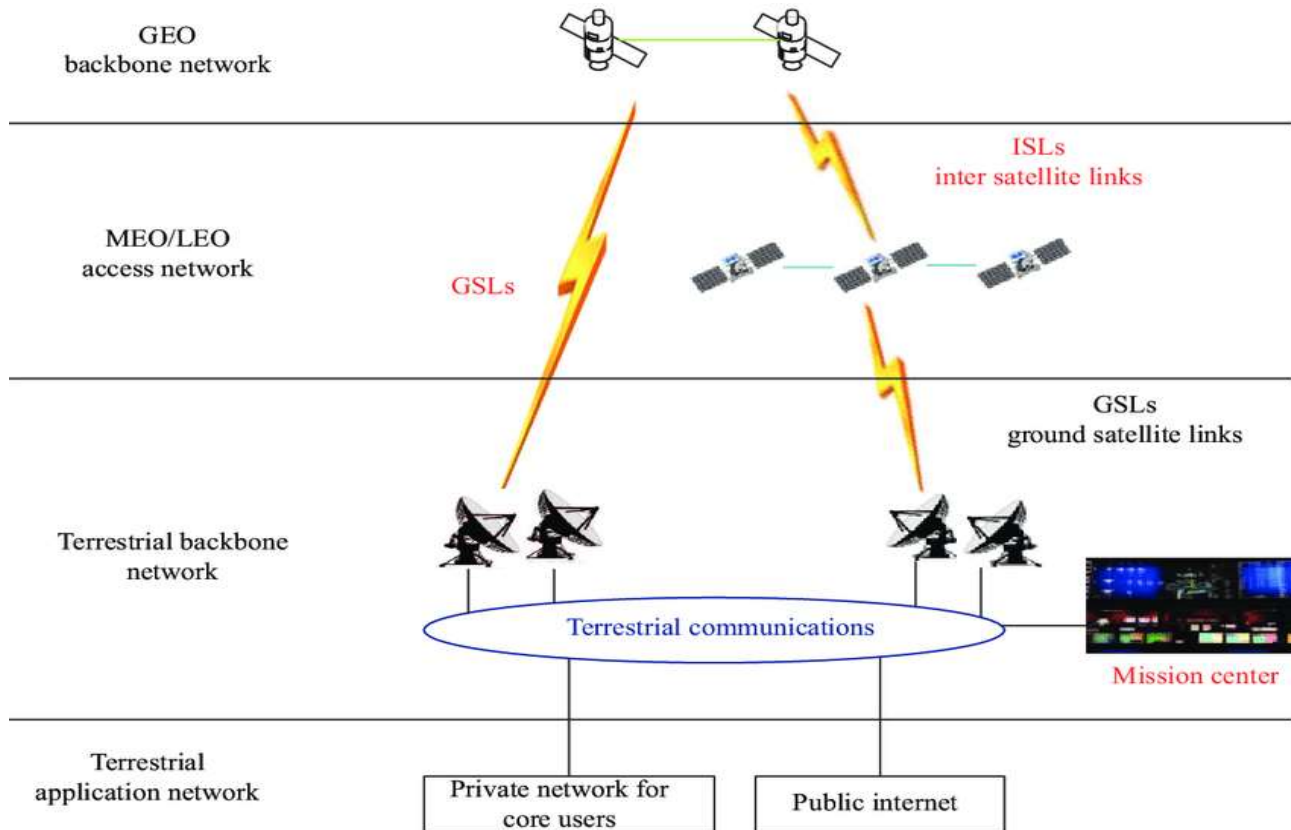 GEO
backbone network
ISLs
inter satellite links
MEO/LEO
access network
GSLs
GSLs
ground satellite links
Terrestrial backbone
network
Terrestrial communications
Mission center
Terrestrial
application network
Private network for
core users
Public internet